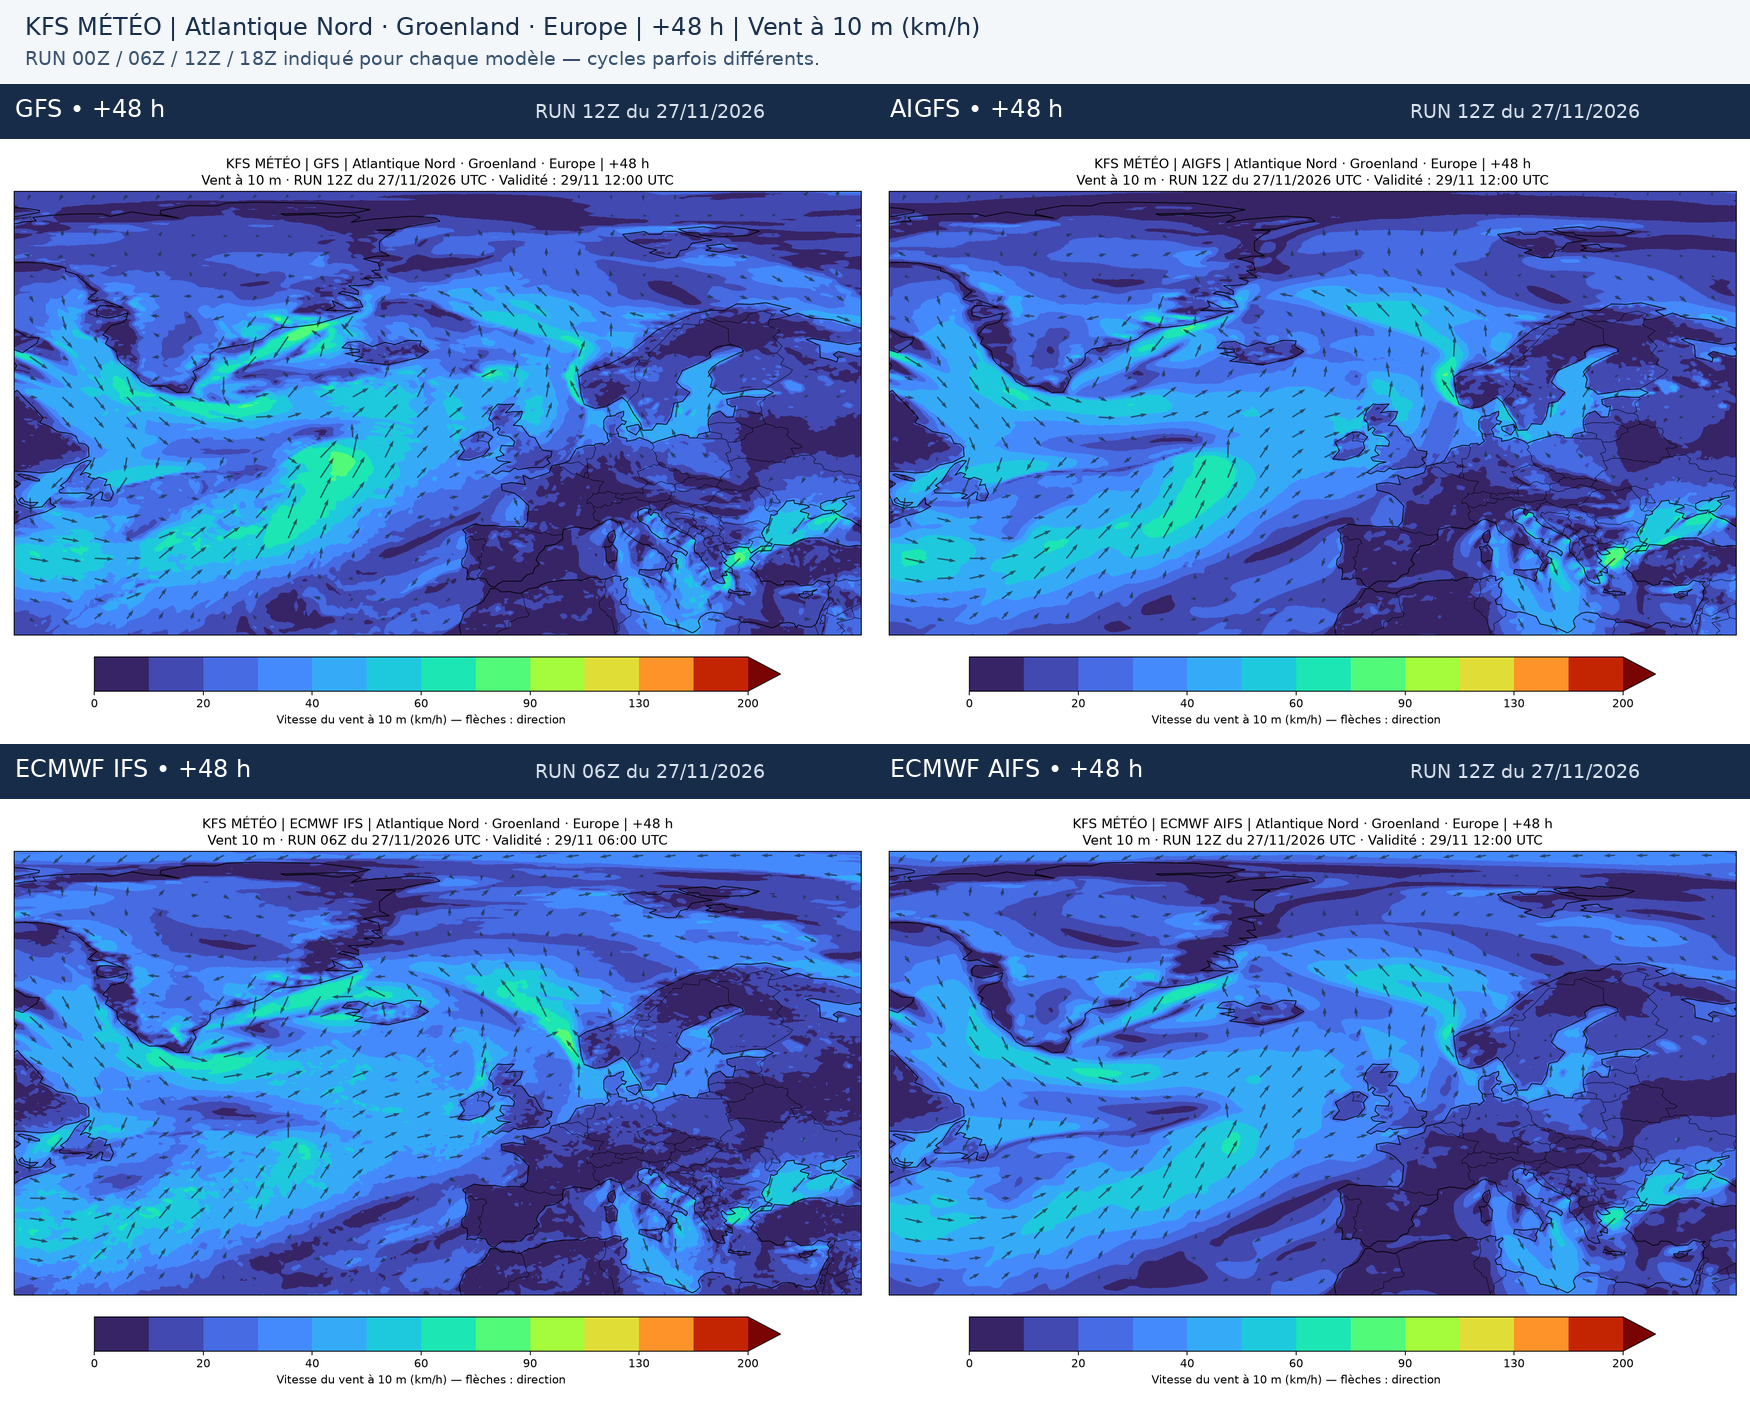 KFS MÉTÉO | Atlantique Nord · Groenland · Europe | +48 h | Vent à 10 m (km/h)
RUN 00Z / 06Z / 12Z / 18Z indiqué pour chaque modèle — cycles parfois différents.
GFS • +48 h
RUN 12Z du 27/11/2026
KFS MÉTÉO | GFS | Atlantique Nord · Groenland · Europe | +48 h
Vent à 10 m · RUN 12Z du 27/11/2026 UTC · Validité : 29/11 12:00 UTC
0 20 40 60 90 130 200
Vitesse du vent à 10 m (km/h) — flèches : direction
AIGFS • +48 h
RUN 12Z du 27/11/2026
KFS MÉTÉO | AIGFS | Atlantique Nord · Groenland · Europe | +48 h
Vent à 10 m · RUN 12Z du 27/11/2026 UTC · Validité : 29/11 12:00 UTC
0 20 40 60 90 130 200
Vitesse du vent à 10 m (km/h) — flèches : direction
ECMWF IFS • +48 h
RUN 06Z du 27/11/2026
KFS MÉTÉO | ECMWF IFS | Atlantique Nord · Groenland · Europe | +48 h
Vent 10 m · RUN 06Z du 27/11/2026 UTC · Validité : 29/11 06:00 UTC
0 20 40 60 90 130 200
Vitesse du vent à 10 m (km/h) — flèches : direction
ECMWF AIFS • +48 h
RUN 12Z du 27/11/2026
KFS MÉTÉO | ECMWF AIFS | Atlantique Nord · Groenland · Europe | +48 h
Vent 10 m · RUN 12Z du 27/11/2026 UTC · Validité : 29/11 12:00 UTC
0 20 40 60 90 130 200
Vitesse du vent à 10 m (km/h) — flèches : direction